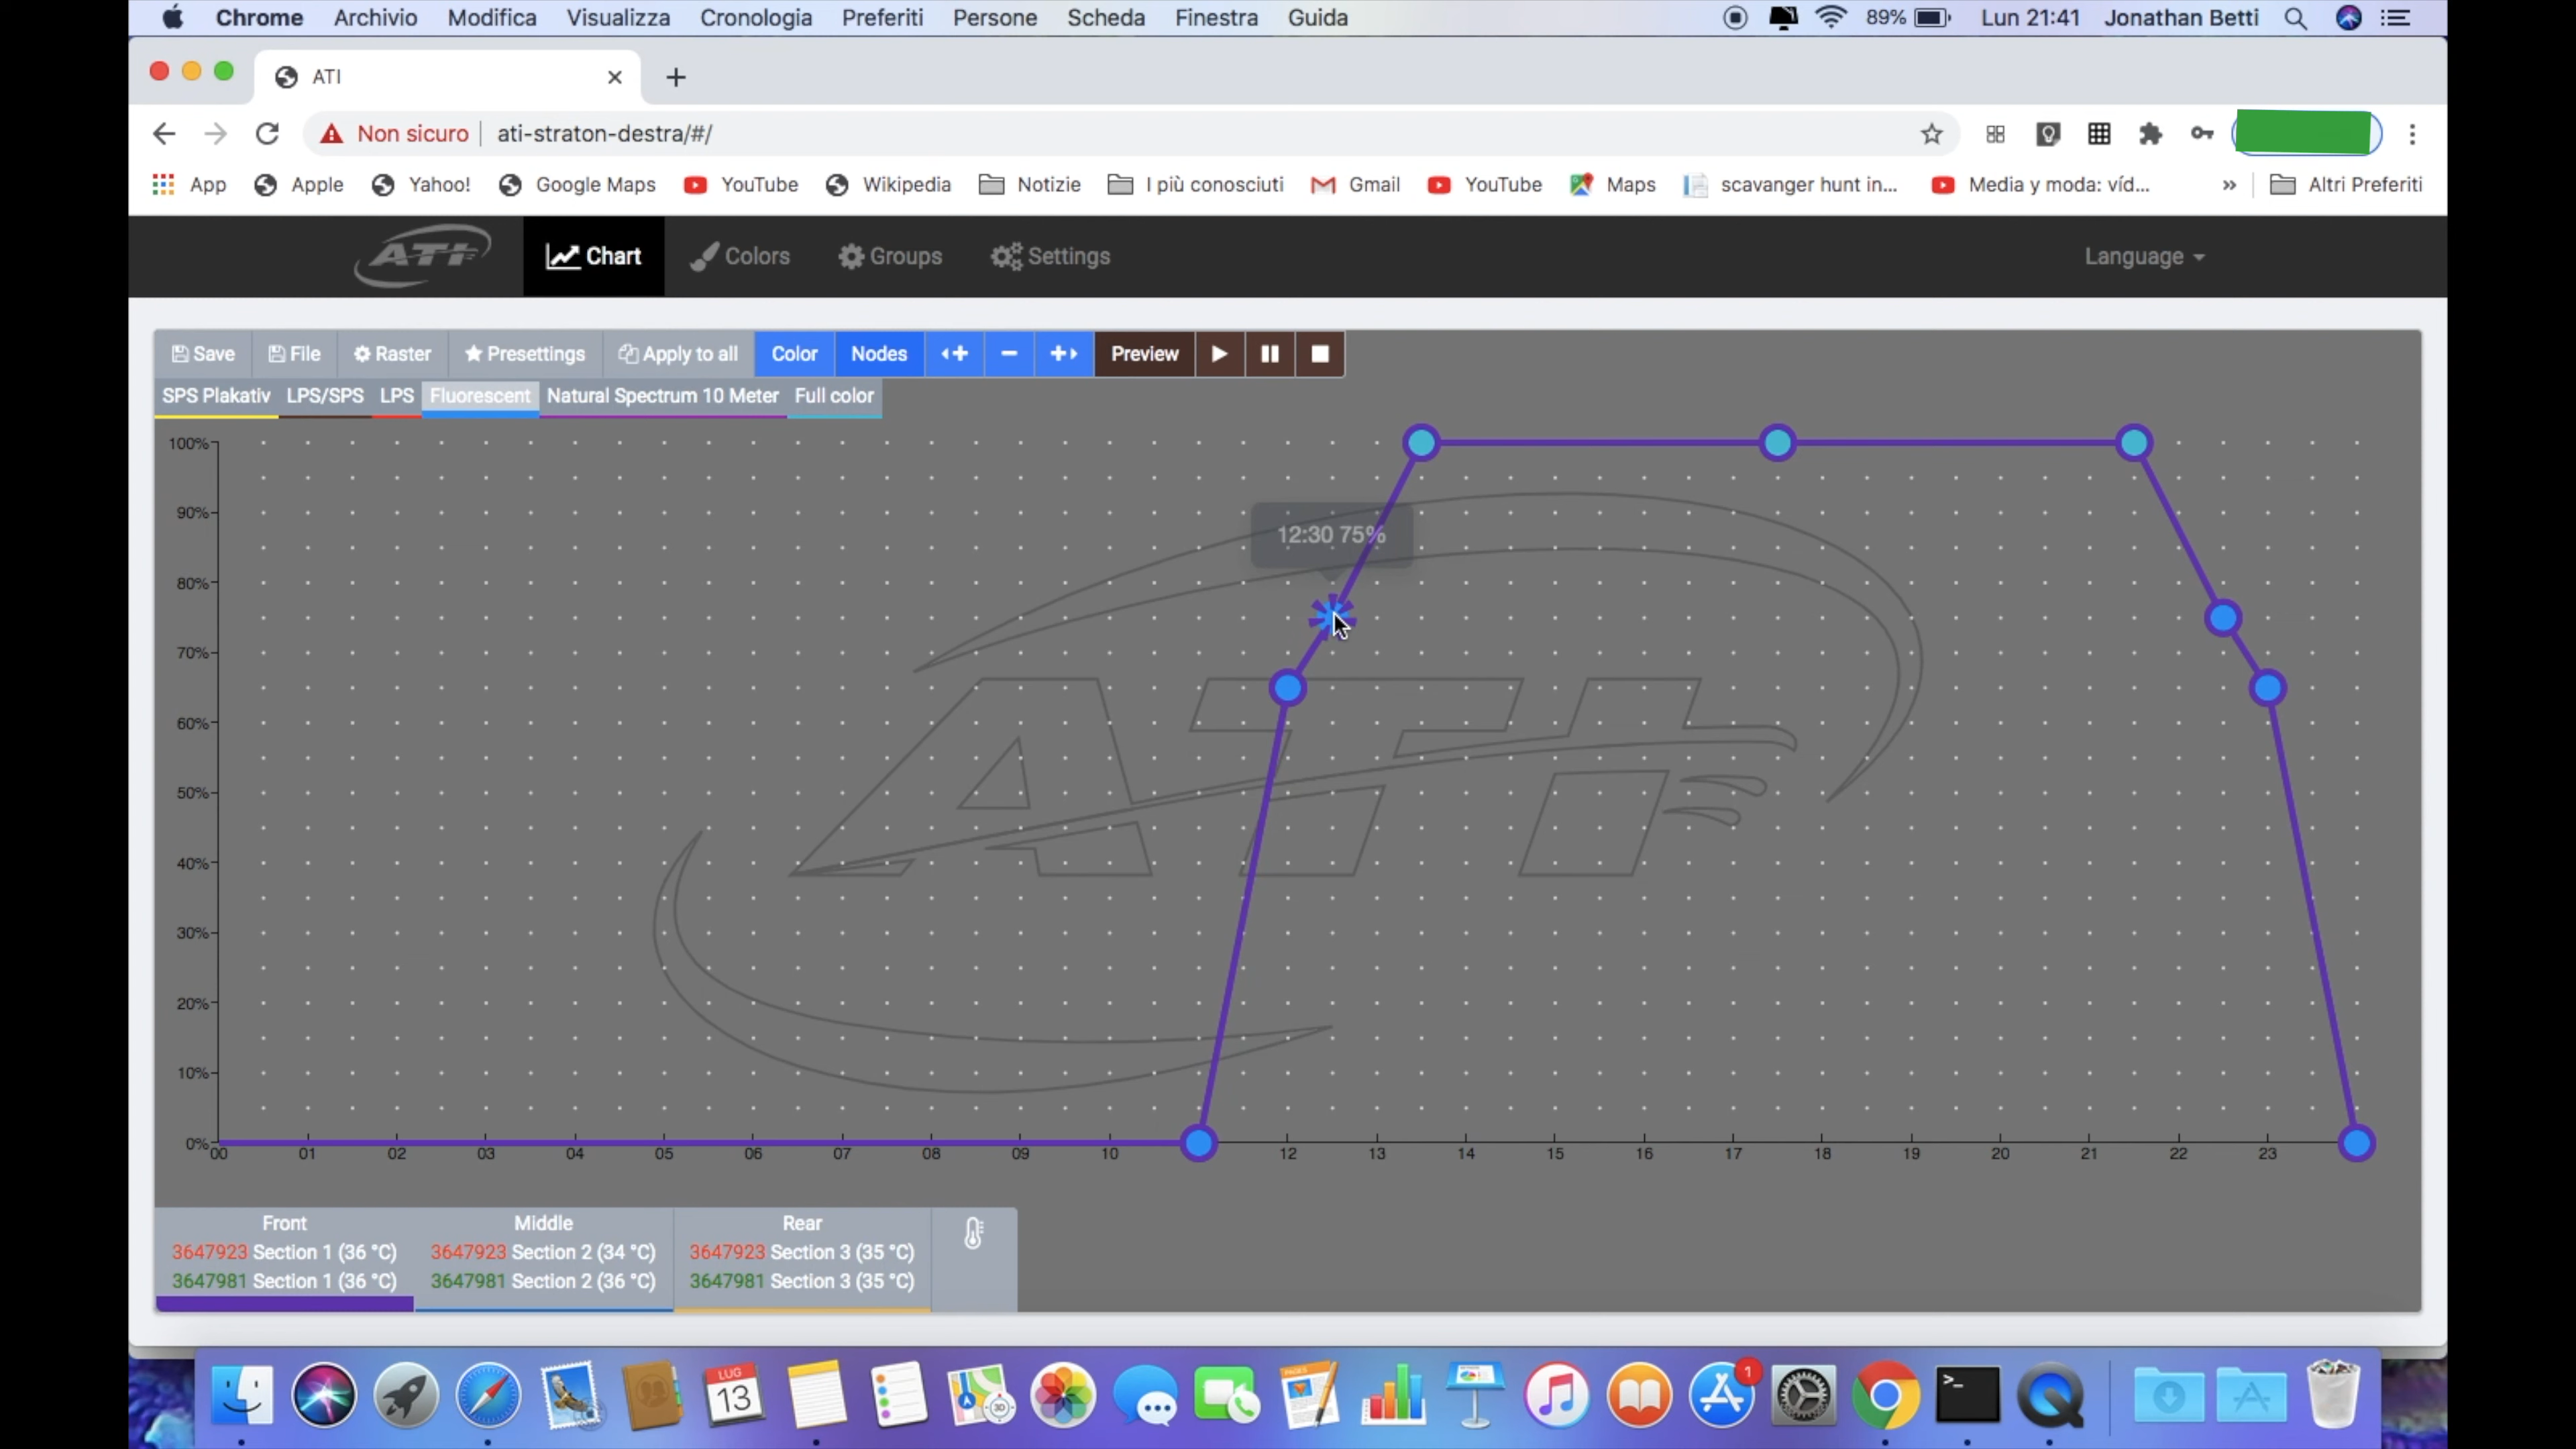 Chrome Archivio Modifica Visualizza Cronologia Preferiti Persone Scheda Finestra Guida 89% Lun 21:41 Jonathan Betti
ATI
Non sicuro ati-straton-destra/#/
App Apple Yahoo! Google Maps YouTube Wikipedia Notizie I più conosciuti Gmail YouTube Maps scavanger hunt in... Media y moda: víd... » Altri Preferiti
ATI Chart Colors Groups Settings Language
Save File Raster Presettings Apply to all Color Nodes Preview
SPS Plakativ LPS/SPS LPS Fluorescent Natural Spectrum 10 Meter Full color
100%
90%
12:30 75%
80%
70%
60%
ATI
50%
40%
30%
20%
10%
0%
00 01 02 03 04 05 06 07 08 09 10 12 13 14 15 16 17 18 19 20 21 22 23
Front Middle Rear
3647923 Section 1 (36 °C) 3647923 Section 2 (34 °C) 3647923 Section 3 (35 °C)
3647981 Section 1 (36 °C) 3647981 Section 2 (36 °C) 3647981 Section 3 (35 °C)
LUG
13
PAGES
3D
1
>_